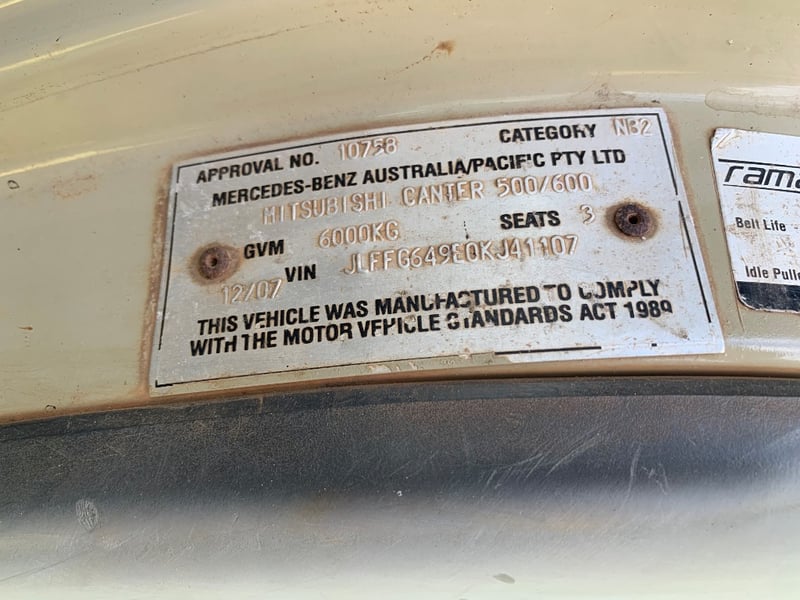 APPROVAL NO. 10758 CATEGORY NB2
MERCEDES-BENZ AUSTRALIA/PACIFIC PTY LTD
MITSUBISHI CANTER 500/600
GVM 6000KG SEATS 3
12/07 VIN JLFFG649E0KJ41107
THIS VEHICLE WAS MANUFACTURED TO COMPLY
WITH THE MOTOR VEHICLE STANDARDS ACT 1989
Belt Life
Idle